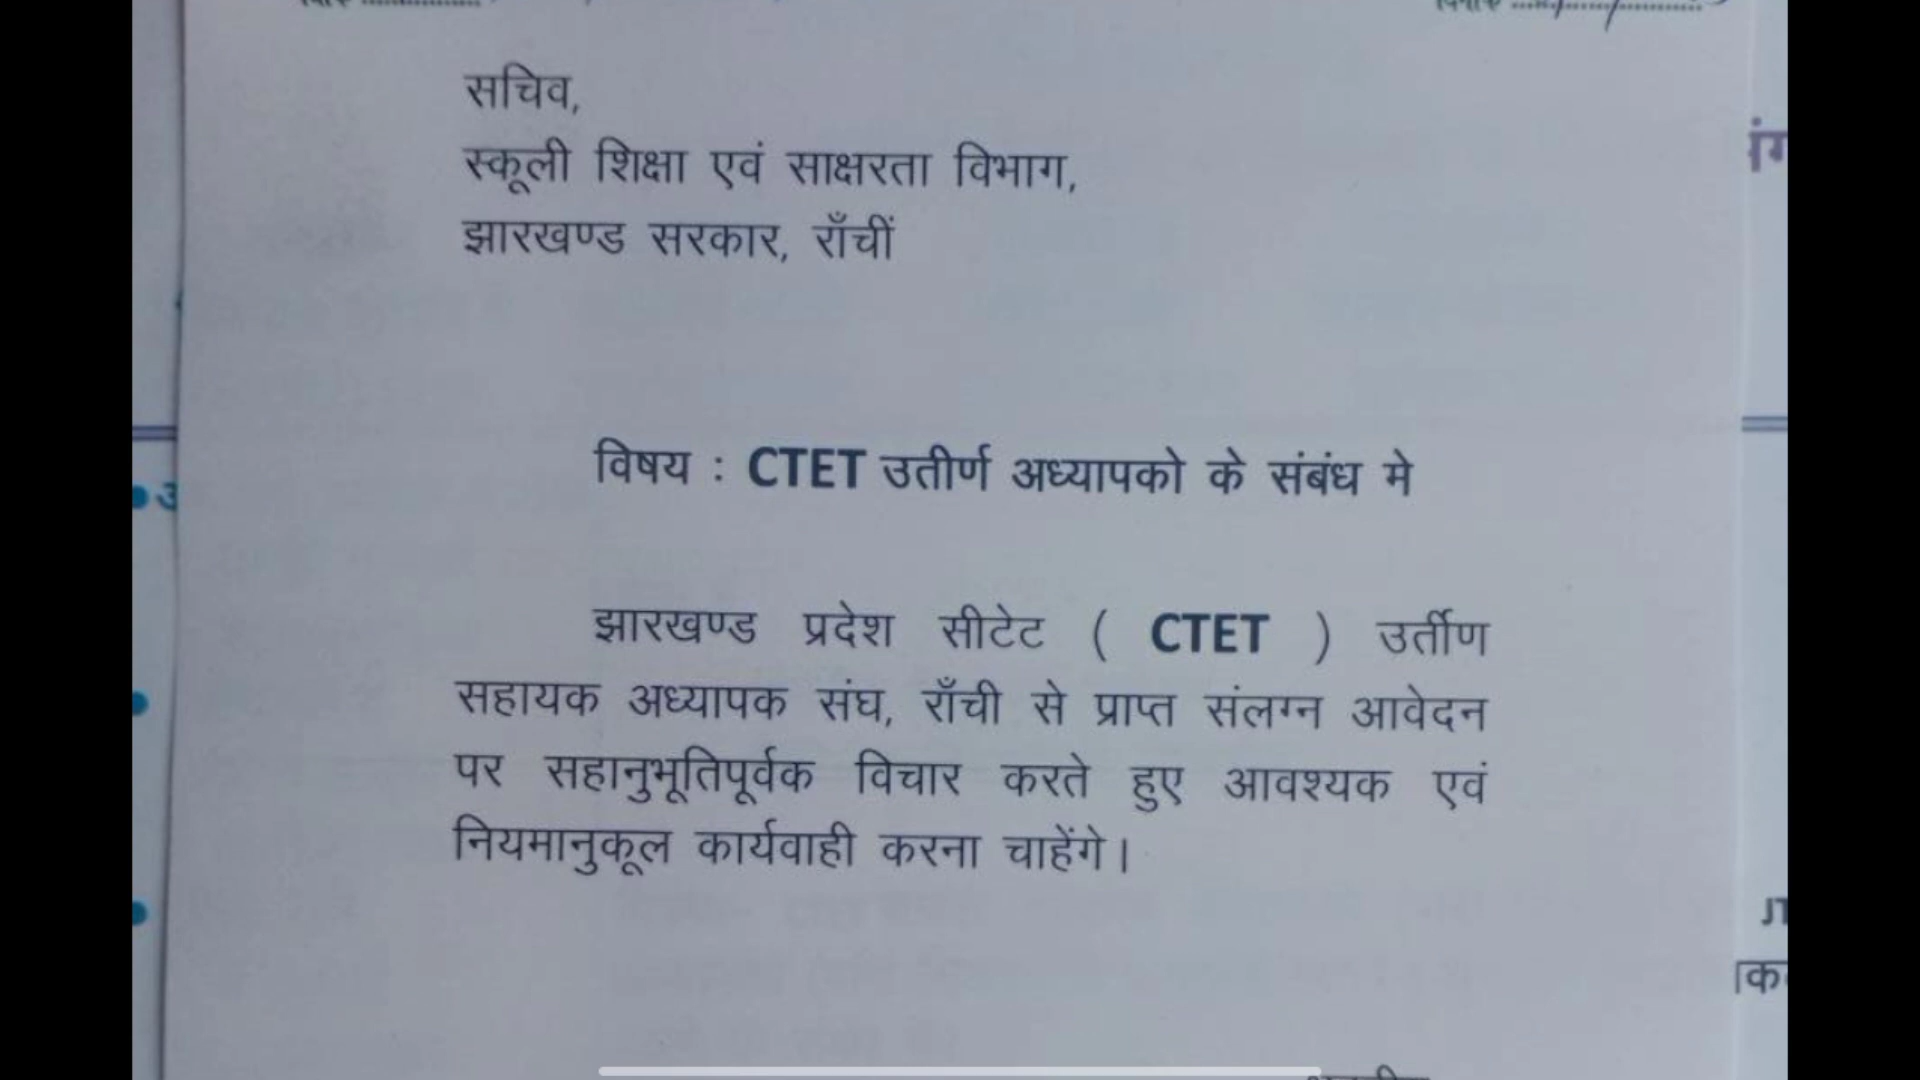 सचिव,
स्कूली शिक्षा एवं साक्षरता विभाग,
झारखण्ड सरकार, राँचीं
विषय : CTET उतीर्ण अध्यापको के संबंध मे
झारखण्ड प्रदेश सीटेट ( CTET ) उर्तीण
सहायक अध्यापक संघ, राँची से प्राप्त संलग्न आवेदन
पर सहानुभूतिपूर्वक विचार करते हुए आवश्यक एवं
नियमानुकूल कार्यवाही करना चाहेंगे।